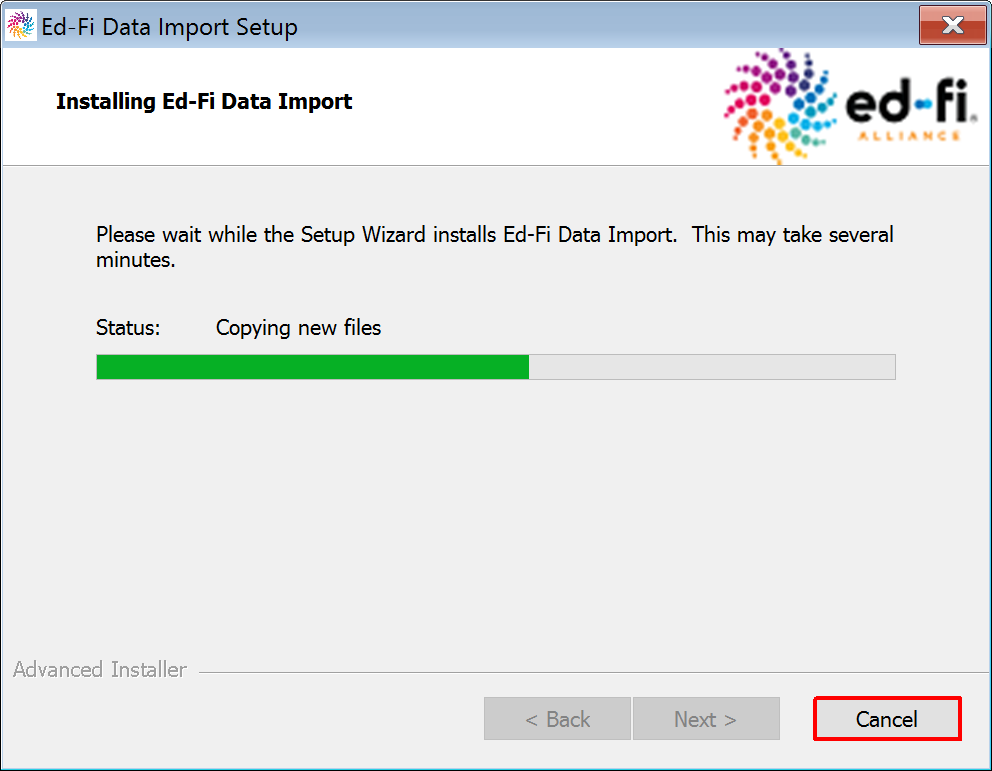 Ed-Fi Data Import Setup
Installing Ed-Fi Data Import
ed-fi®
ALLIANCE
Please wait while the Setup Wizard installs Ed-Fi Data Import.  This may take several
minutes.
Status: Copying new files
Advanced Installer
< Back
Next >
Cancel